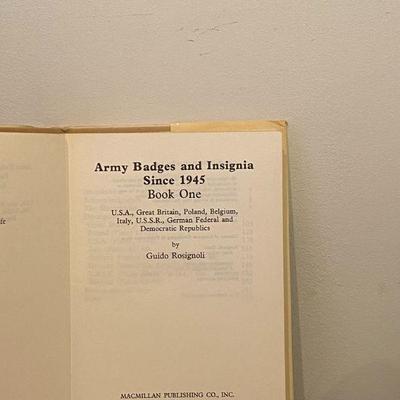 Army Badges and Insignia
Since 1945
Book One
U.S.A., Great Britain, Poland, Belgium,
Italy, U.S.S.R., German Federal and
Democratic Republics
by
Guido Rosignoli
MACMILLAN PUBLISHING CO., INC.